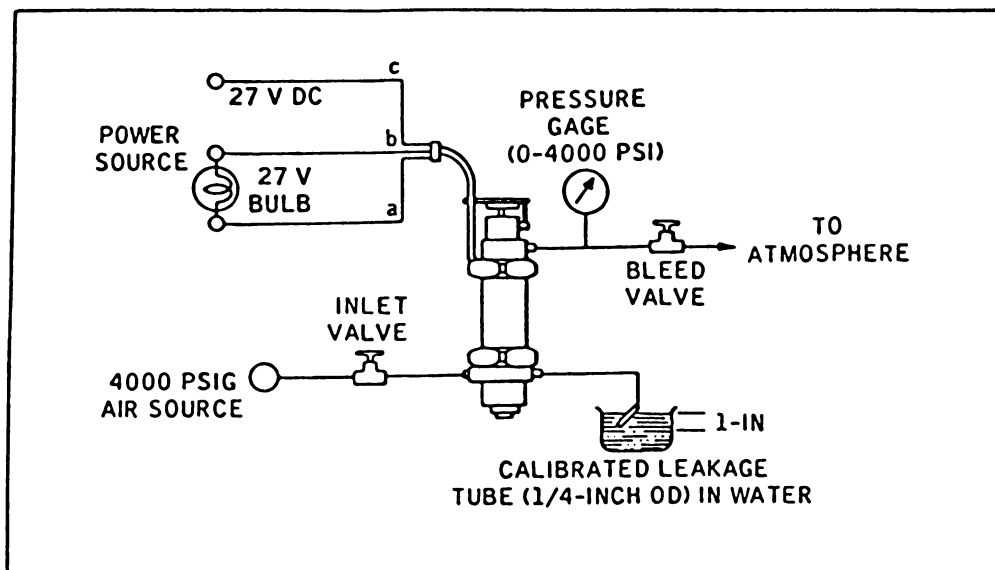 c
27 V DC
POWER
SOURCE
b
27 V
BULB
a
PRESSURE
GAGE
(0-4000 PSI)
TO
ATMOSPHERE
BLEED
VALVE
INLET
VALVE
4000 PSIG
AIR SOURCE
1-IN
CALIBRATED LEAKAGE
TUBE (1/4-INCH OD) IN WATER